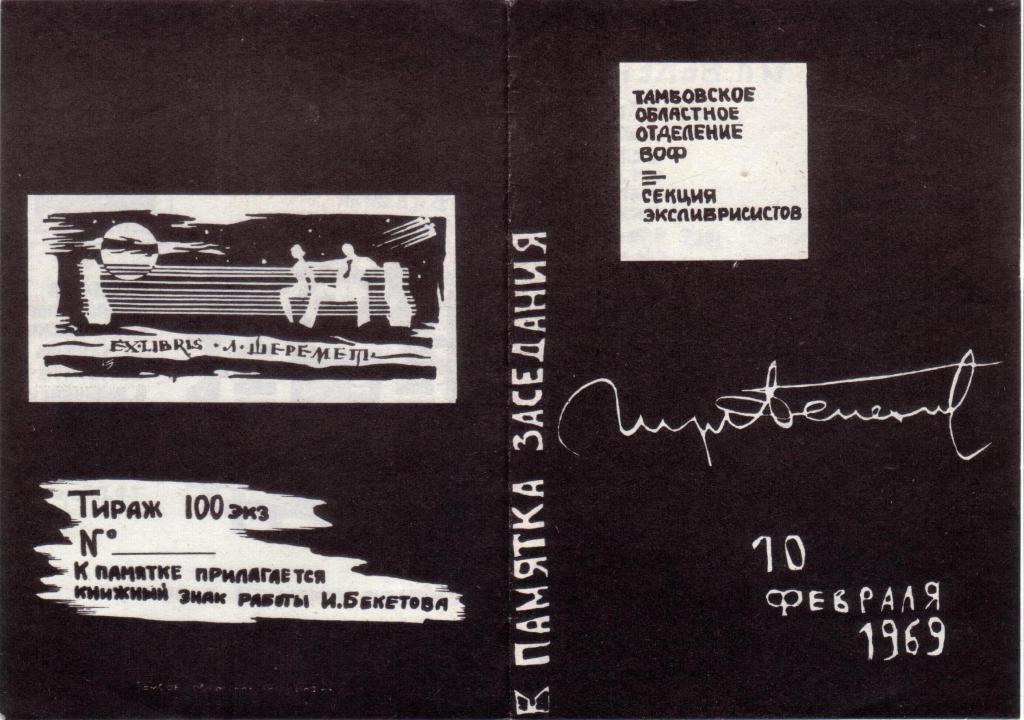 ТАМБОВСКОЕ
ОБЛАСТНОЕ
ОТДЕЛЕНИЕ
ВОФ
СЕКЦИЯ
ЭКСЛИБРИСИСТОВ
ПАМЯТКА ЗАСЕДАНИЯ
10
ФЕВРАЛЯ
1969
EX·LIBRIS · Л · ШЕРЕМЕТ·
ТИРАЖ 100 ЭКЗ
N°
К ПАМЯТКЕ ПРИЛАГАЕТСЯ
КНИЖНЫЙ ЗНАК РАБОТЫ И.БЕКЕТОВА